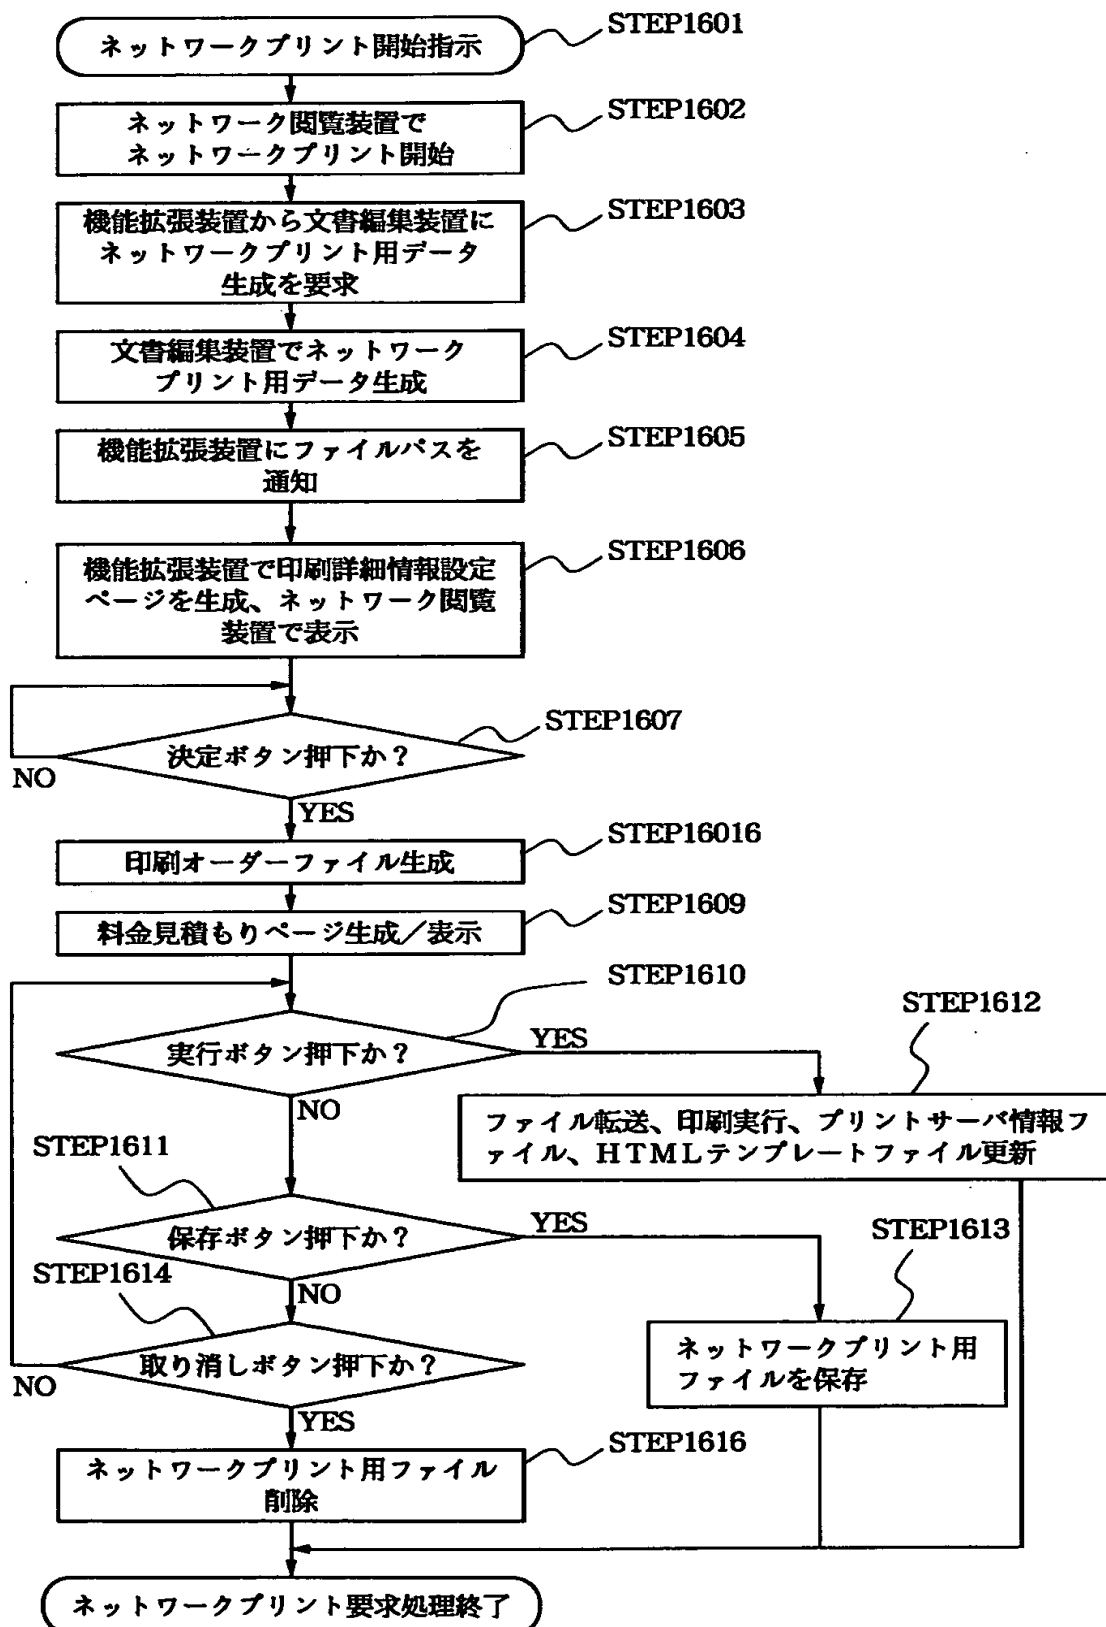 ネットワークプリント開始指示
STEP1601
ネットワーク閲覧装置で
ネットワークプリント開始
STEP1602
機能拡張装置から文書編集装置に
ネットワークプリント用データ
生成を要求
STEP1603
文書編集装置でネットワーク
プリント用データ生成
STEP1604
機能拡張装置にファイルパスを
通知
STEP1605
機能拡張装置で印刷詳細情報設定
ページを生成、ネットワーク閲覧
装置で表示
STEP1606
決定ボタン押下か？
STEP1607
NO
YES
印刷オーダーファイル生成
STEP16016
料金見積もりページ生成／表示
STEP1609
実行ボタン押下か？
STEP1610
YES
NO
STEP1612
ファイル転送、印刷実行、プリントサーバ情報フ
ァイル、ＨＴＭＬテンプレートファイル更新
STEP1611
保存ボタン押下か？
YES
NO
STEP1613
ネットワークプリント用
ファイルを保存
STEP1614
取り消しボタン押下か？
NO
YES
ネットワークプリント用ファイル
削除
STEP1616
ネットワークプリント要求処理終了